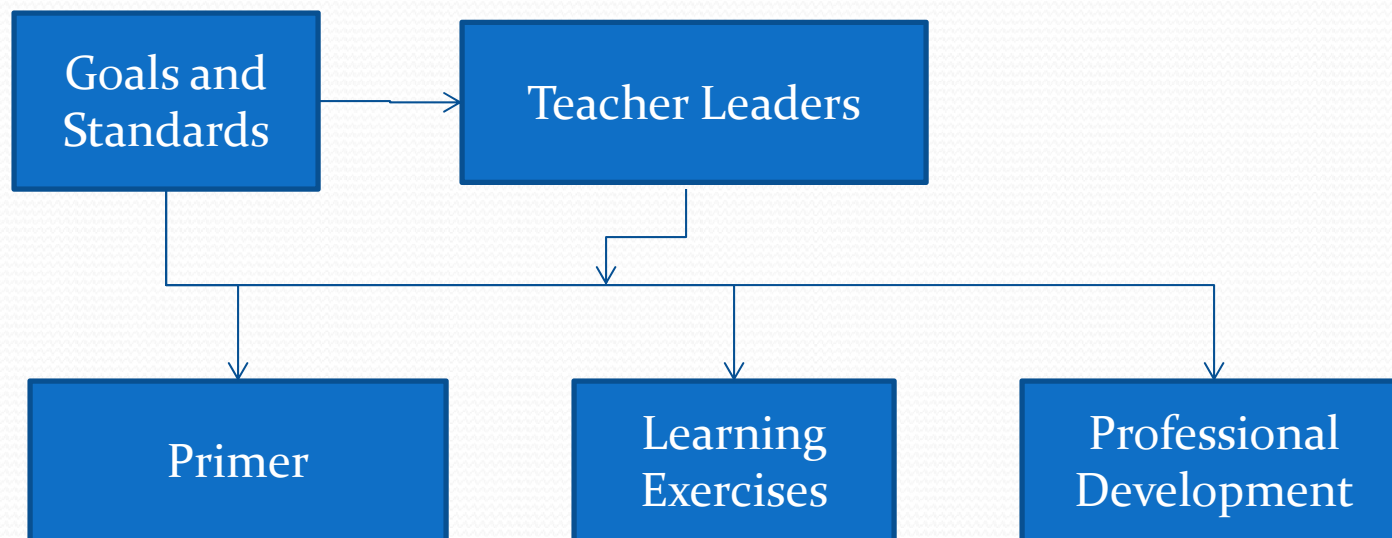 Goals and
Standards
Teacher Leaders
Primer
Learning
Exercises
Professional
Development